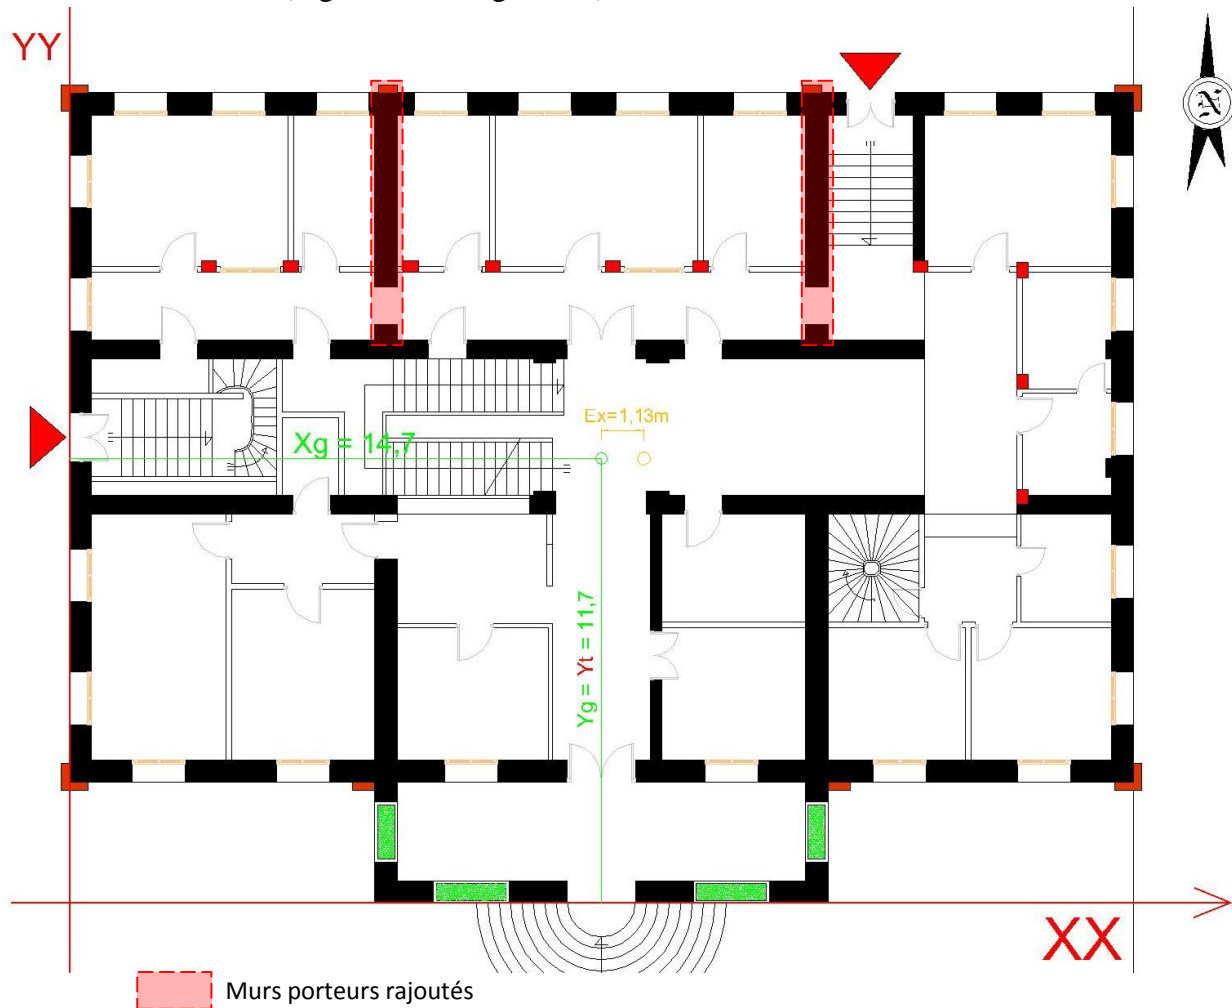 YY
N
Ex=1,13m
Xg = 14,7
Yg = Yt = 11,7
XX
Murs porteurs rajoutés